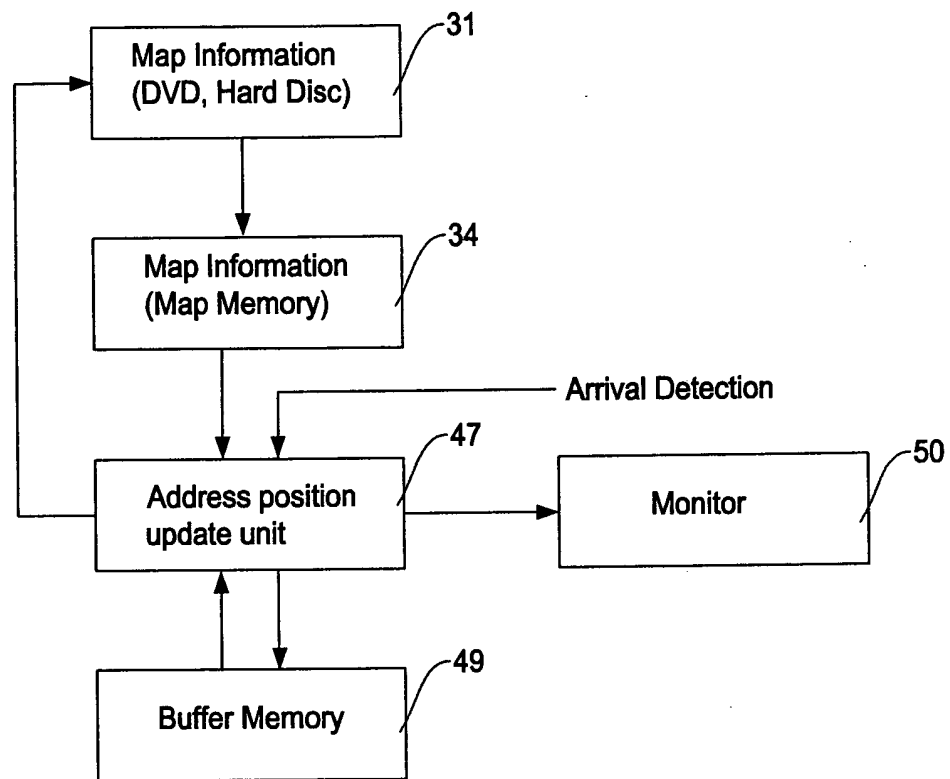 31
Map Information
(DVD, Hard Disc)
34
Map Information
(Map Memory)
Arrival Detection
47
Address position
update unit
50
Monitor
49
Buffer Memory